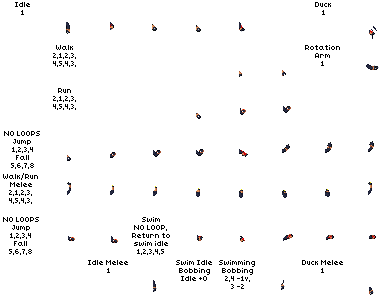 Idle
1
Duck
1
Walk
2,1,2,3,
4,5,4,3,
Rotation
Arm
1
Run
2,1,2,3,
4,5,4,3,
NO LOOPS
Jump
1,2,3,4
Fall
5,6,7,8
Walk/Run
Melee
2,1,2,3,
4,5,4,3,
NO LOOPS
Jump
1,2,3,4
Fall
5,6,7,8
Swim
NO LOOP,
Return to
swim idle
1,2,3,4,5
Idle Melee
1
Swim Idle
Bobbing
Idle +0
Swimming
Bobbing
2,4 -1v,
3 -2
Duck Melee
1